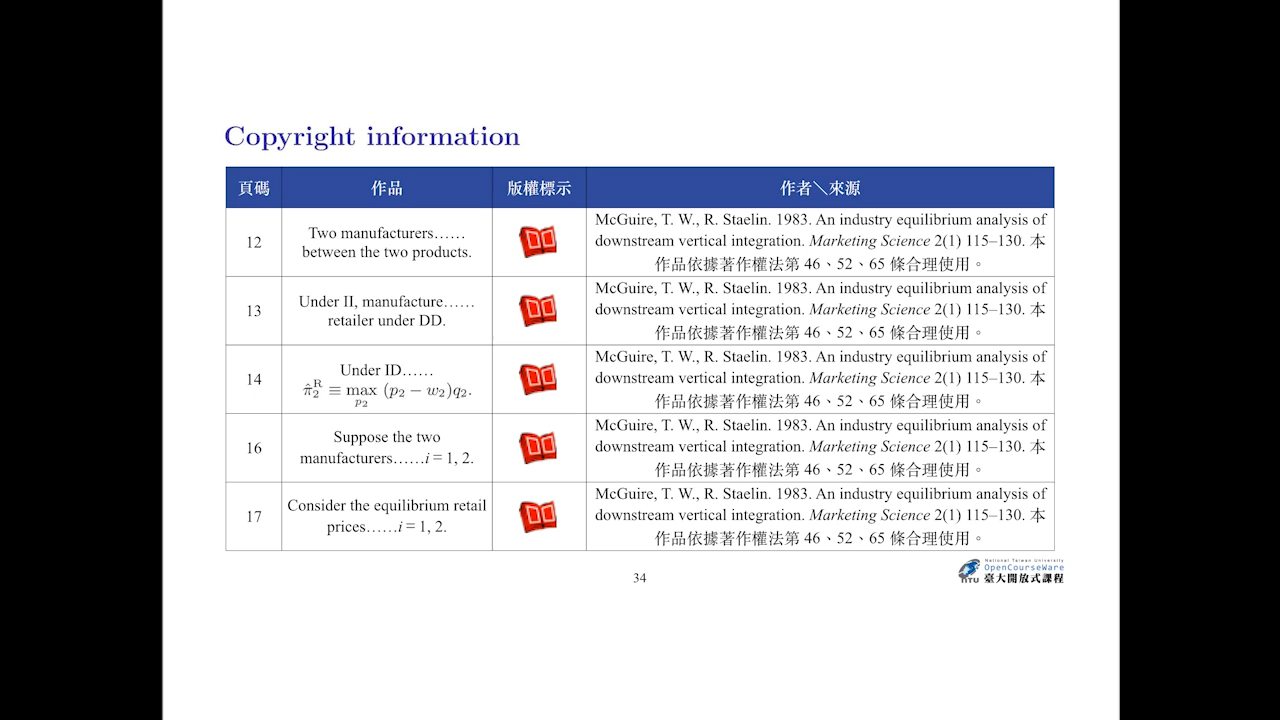 Copyright information
頁碼 作品 版權標示 作者＼來源
12
Two manufacturers……
between the two products.
McGuire, T. W., R. Staelin. 1983. An industry equilibrium analysis of
downstream vertical integration. Marketing Science 2(1) 115–130. 本
作品依據著作權法第 46、52、65 條合理使用。
13
Under II, manufacture……
retailer under DD.
McGuire, T. W., R. Staelin. 1983. An industry equilibrium analysis of
downstream vertical integration. Marketing Science 2(1) 115–130. 本
作品依據著作權法第 46、52、65 條合理使用。
14
Under ID……
π̂₂ᴿ ≡ max (p₂ − w₂)q₂.
p₂
McGuire, T. W., R. Staelin. 1983. An industry equilibrium analysis of
downstream vertical integration. Marketing Science 2(1) 115–130. 本
作品依據著作權法第 46、52、65 條合理使用。
16
Suppose the two
manufacturers……i = 1, 2.
McGuire, T. W., R. Staelin. 1983. An industry equilibrium analysis of
downstream vertical integration. Marketing Science 2(1) 115–130. 本
作品依據著作權法第 46、52、65 條合理使用。
17
Consider the equilibrium retail
prices……i = 1, 2.
McGuire, T. W., R. Staelin. 1983. An industry equilibrium analysis of
downstream vertical integration. Marketing Science 2(1) 115–130. 本
作品依據著作權法第 46、52、65 條合理使用。
34
National Taiwan University
OpenCourseWare
NTU 臺大開放式課程